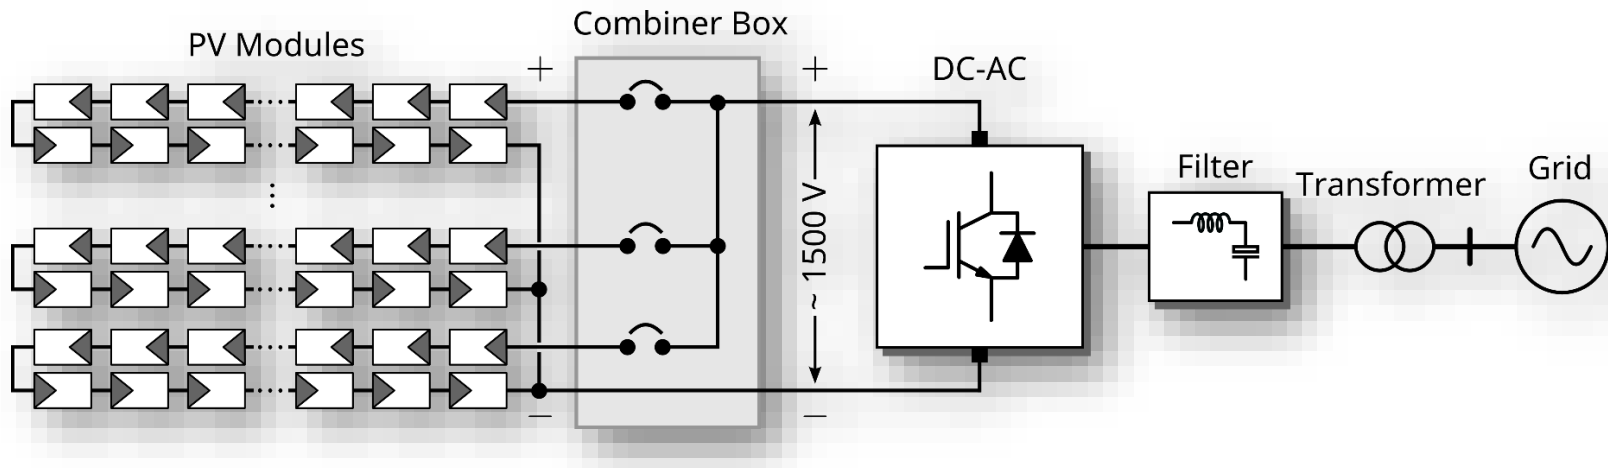 PV Modules
Combiner Box
+
+
DC-AC
~ 1500 V
Filter
Transformer
Grid
−
−